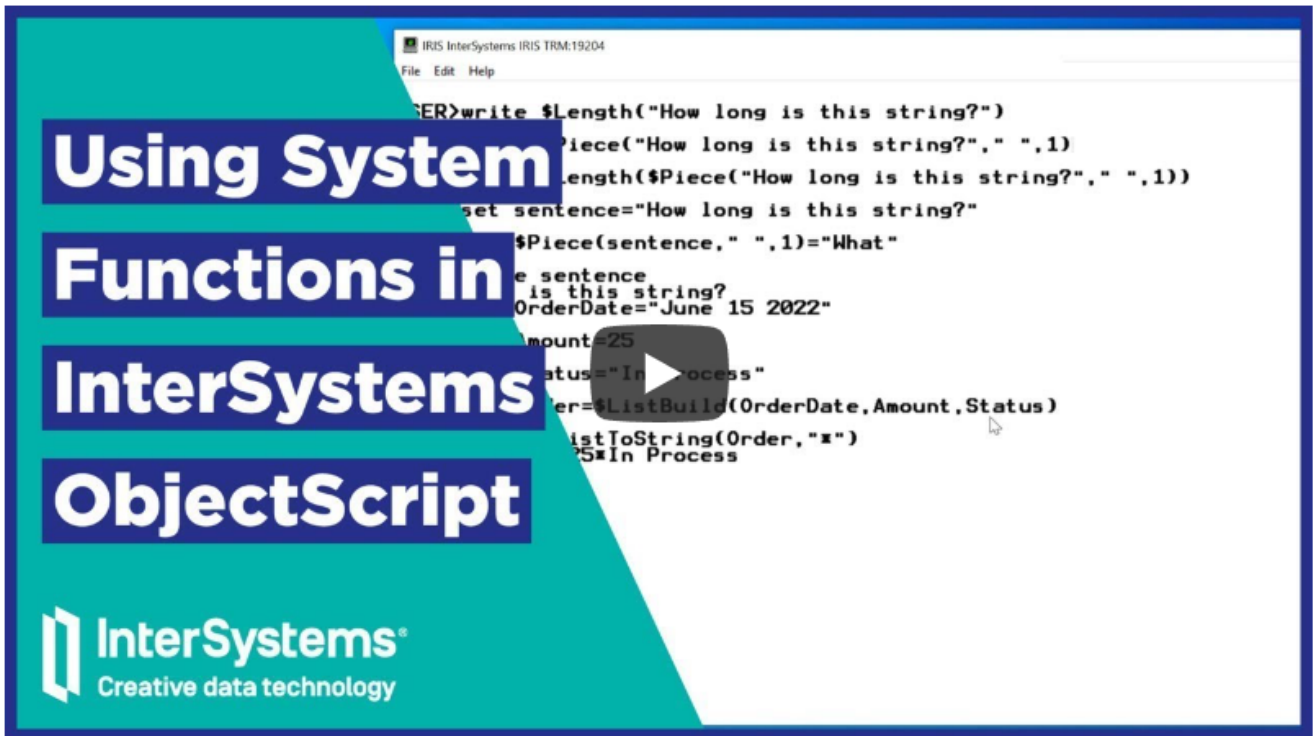 IRIS InterSystems IRIS TRM:19204
File Edit Help
SER>write $Length("How long is this string?")
Piece("How long is this string?"," ",1)
Length($Piece("How long is this string?"," ",1))
set sentence="How long is this string?"
$Piece(sentence," ",1)="What"
e sentence
is this string?
OrderDate="June 15 2022"
mount=25
atus="In Process"
er=$ListBuild(OrderDate,Amount,Status)
istToString(Order,"*")
25*In Process
Using System
Functions in
InterSystems
ObjectScript
InterSystems®
Creative data technology